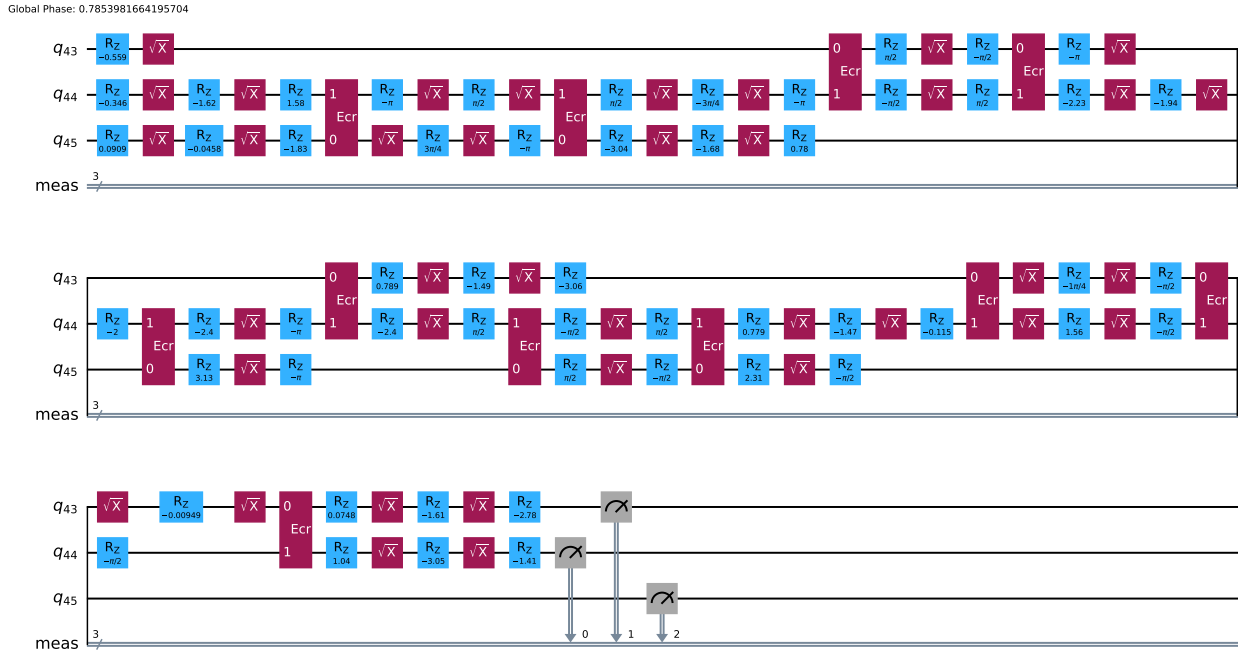 Global Phase: 0.7853981664195704
q43 RZ −0.559 √X 0 Ecr RZ π/2 √X RZ −π/2 0 Ecr RZ −π √X
q44 RZ −0.346 √X RZ −1.62 √X RZ 1.58 1 Ecr RZ −π √X RZ π/2 √X 1 Ecr RZ π/2 √X RZ −3π/4 √X RZ −π 1 RZ −π/2 √X RZ π/2 1 RZ −2.23 √X RZ −1.94 √X
q45 RZ 0.0909 √X RZ −0.0458 √X RZ −1.83 0 √X RZ 3π/4 √X RZ −π 0 RZ −3.04 √X RZ −1.68 √X RZ 0.78
meas 3
q43 0 Ecr RZ 0.789 √X RZ −1.49 √X RZ −3.06 0 Ecr √X RZ −1π/4 √X RZ −π/2 0 Ecr
q44 RZ −2 1 Ecr RZ −2.4 √X RZ −π 1 RZ −2.4 √X RZ π/2 1 Ecr RZ −π/2 √X RZ π/2 1 Ecr RZ 0.779 √X RZ −1.47 √X RZ −0.115 1 √X RZ 1.56 √X RZ −π/2 1
q45 0 RZ 3.13 √X RZ −π 0 RZ π/2 √X RZ −π/2 0 RZ 2.31 √X RZ −π/2
meas 3
q43 √X RZ −0.00949 √X 0 Ecr RZ 0.0748 √X RZ −1.61 √X RZ −2.78
q44 RZ −π/2 1 RZ 1.04 √X RZ −3.05 √X RZ −1.41
q45
meas 3 0 1 2